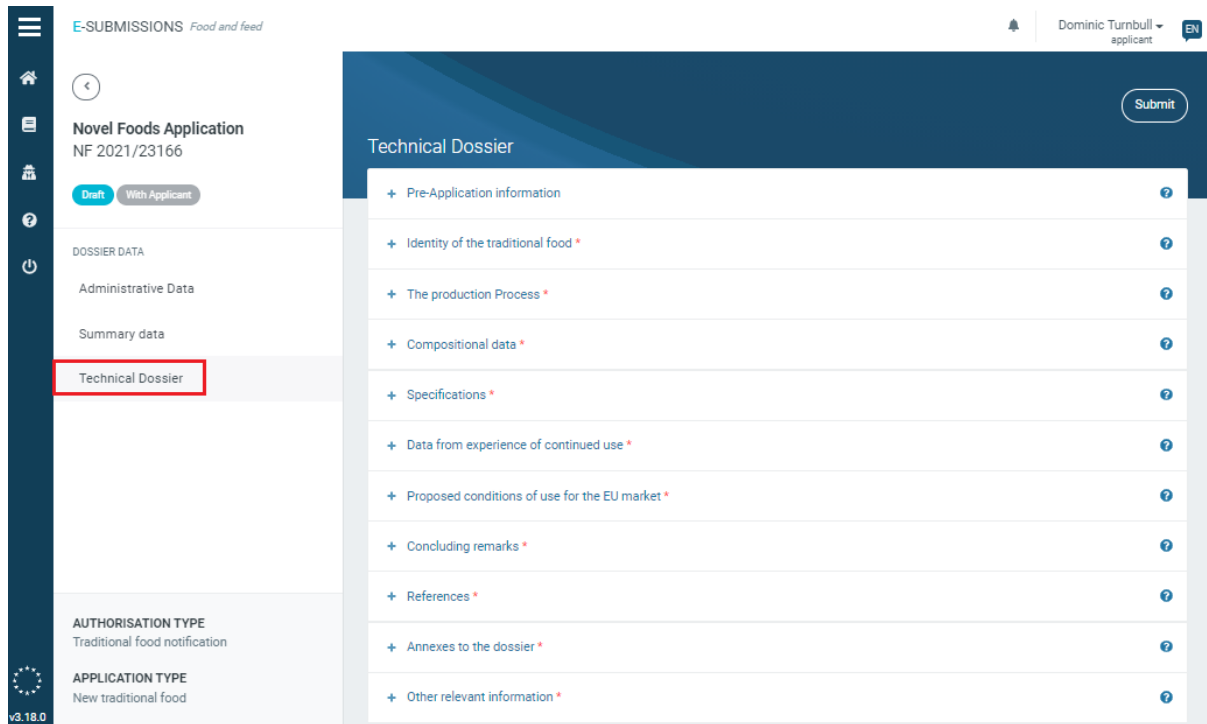 E-SUBMISSIONS Food and feed
Dominic Turnbull
applicant
EN
Novel Foods Application
NF 2021/23166
Draft
With Applicant
DOSSIER DATA
Administrative Data
Summary data
Technical Dossier
AUTHORISATION TYPE
Traditional food notification
APPLICATION TYPE
New traditional food
v3.18.0
Submit
Technical Dossier
+ Pre-Application information
+ Identity of the traditional food *
+ The production Process *
+ Compositional data *
+ Specifications *
+ Data from experience of continued use *
+ Proposed conditions of use for the EU market *
+ Concluding remarks *
+ References *
+ Annexes to the dossier *
+ Other relevant information *